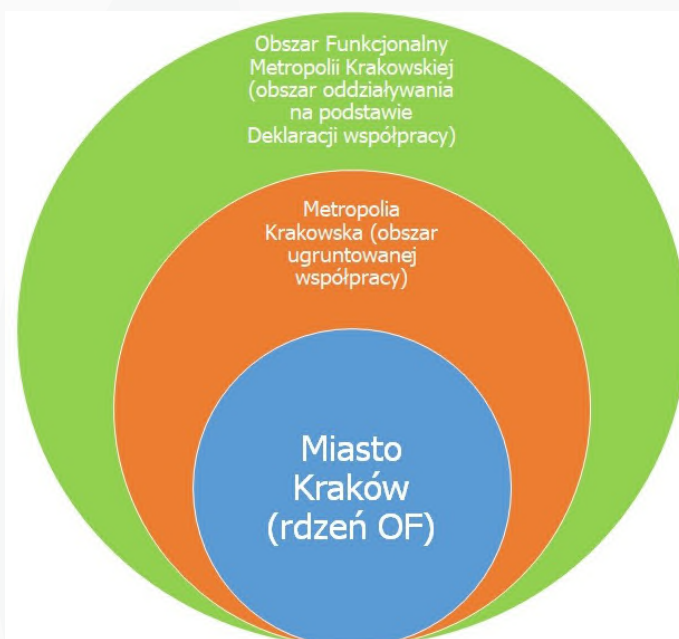 Obszar Funkcjonalny
Metropolii Krakowskiej
(obszar oddziaływania
na podstawie
Deklaracji współpracy)
Metropolia
Krakowska (obszar
ugruntowanej
współpracy)
Miasto
Kraków
(rdzeń OF)